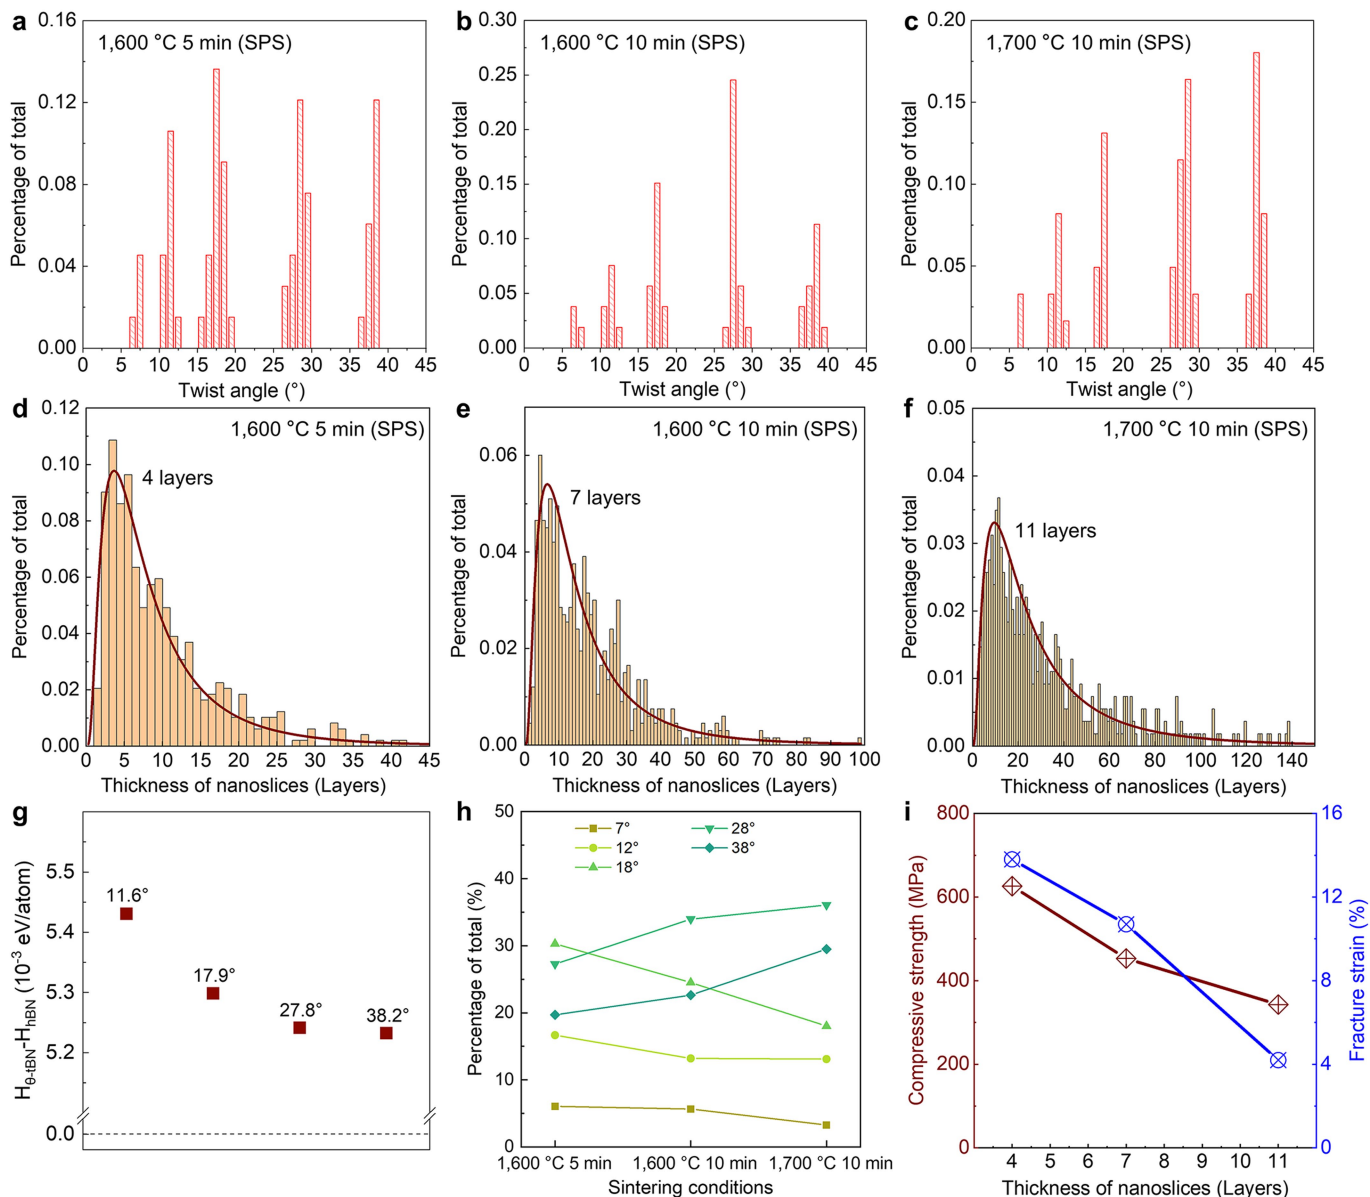 a
1,600 °C 5 min (SPS)
Percentage of total
0.16
0.12
0.08
0.04
0.00
0 5 10 15 20 25 30 35 40 45
Twist angle (°)
b
1,600 °C 10 min (SPS)
Percentage of total
0.30
0.25
0.20
0.15
0.10
0.05
0.00
0 5 10 15 20 25 30 35 40 45
Twist angle (°)
c
1,700 °C 10 min (SPS)
Percentage of total
0.20
0.15
0.10
0.05
0.00
0 5 10 15 20 25 30 35 40 45
Twist angle (°)
d
1,600 °C 5 min (SPS)
4 layers
Percentage of total
0.12
0.10
0.08
0.06
0.04
0.02
0.00
0 5 10 15 20 25 30 35 40 45
Thickness of nanoslices (Layers)
e
1,600 °C 10 min (SPS)
7 layers
Percentage of total
0.06
0.04
0.02
0.00
0 10 20 30 40 50 60 70 80 90 100
Thickness of nanoslices (Layers)
f
1,700 °C 10 min (SPS)
11 layers
Percentage of total
0.05
0.04
0.03
0.02
0.01
0.00
0 20 40 60 80 100 120 140
Thickness of nanoslices (Layers)
g
H_θ-tBN-H_hBN (10⁻³ eV/atom)
5.5
5.4
5.3
5.2
0.0
11.6°
17.9°
27.8°
38.2°
h
7°
12°
18°
28°
38°
Percentage of total (%)
50
40
30
20
10
0
1,600 °C 5 min 1,600 °C 10 min 1,700 °C 10 min
Sintering conditions
i
Compressive strength (MPa)
800
600
400
200
0
Fracture strain (%)
16
12
8
4
0
4 5 6 7 8 9 10 11
Thickness of nanoslices (Layers)